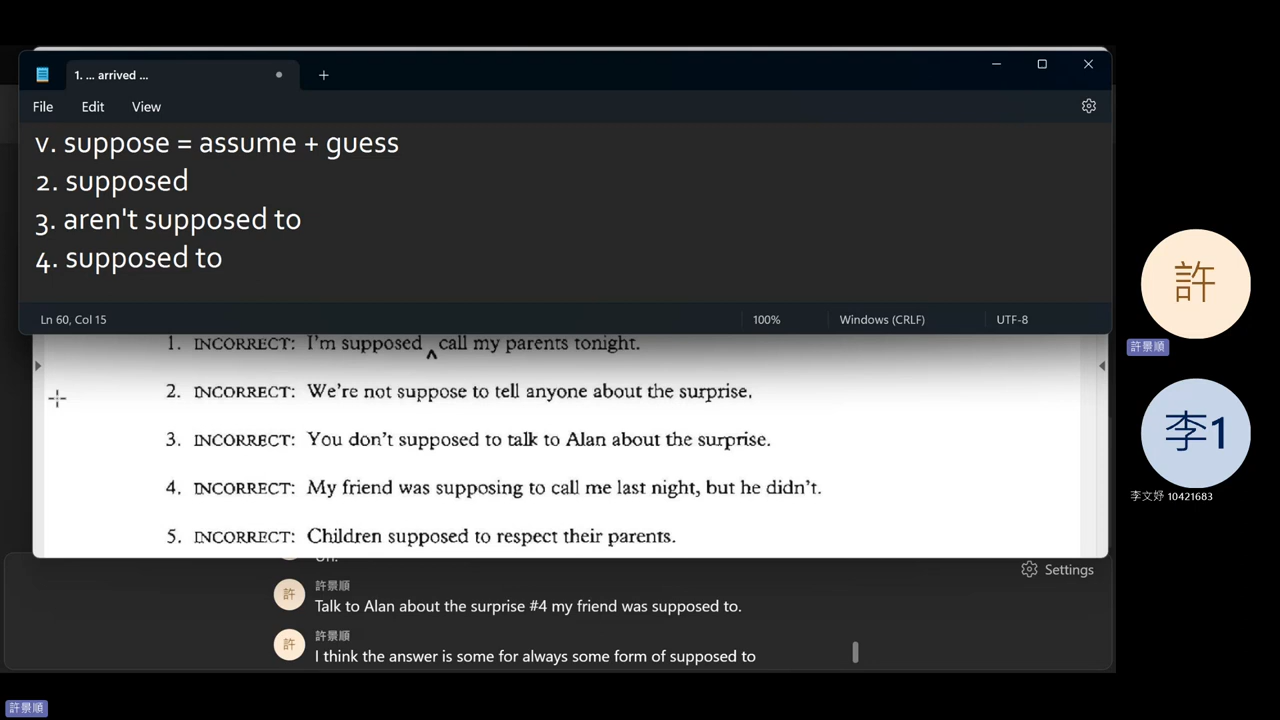 1. ... arrived ...
File Edit View
v. suppose = assume + guess
2. supposed
3. aren't supposed to
4. supposed to
Ln 60, Col 15 100% Windows (CRLF) UTF-8
1. INCORRECT: I'm supposed ^ call my parents tonight.
2. INCORRECT: We're not suppose to tell anyone about the surprise.
3. INCORRECT: You don't supposed to talk to Alan about the surprise.
4. INCORRECT: My friend was supposing to call me last night, but he didn't.
5. INCORRECT: Children supposed to respect their parents.
Settings
許 許景順
Talk to Alan about the surprise #4 my friend was supposed to.
許 許景順
I think the answer is some for always some form of supposed to
許
許景順
李1
李文妤 10421683
許景順